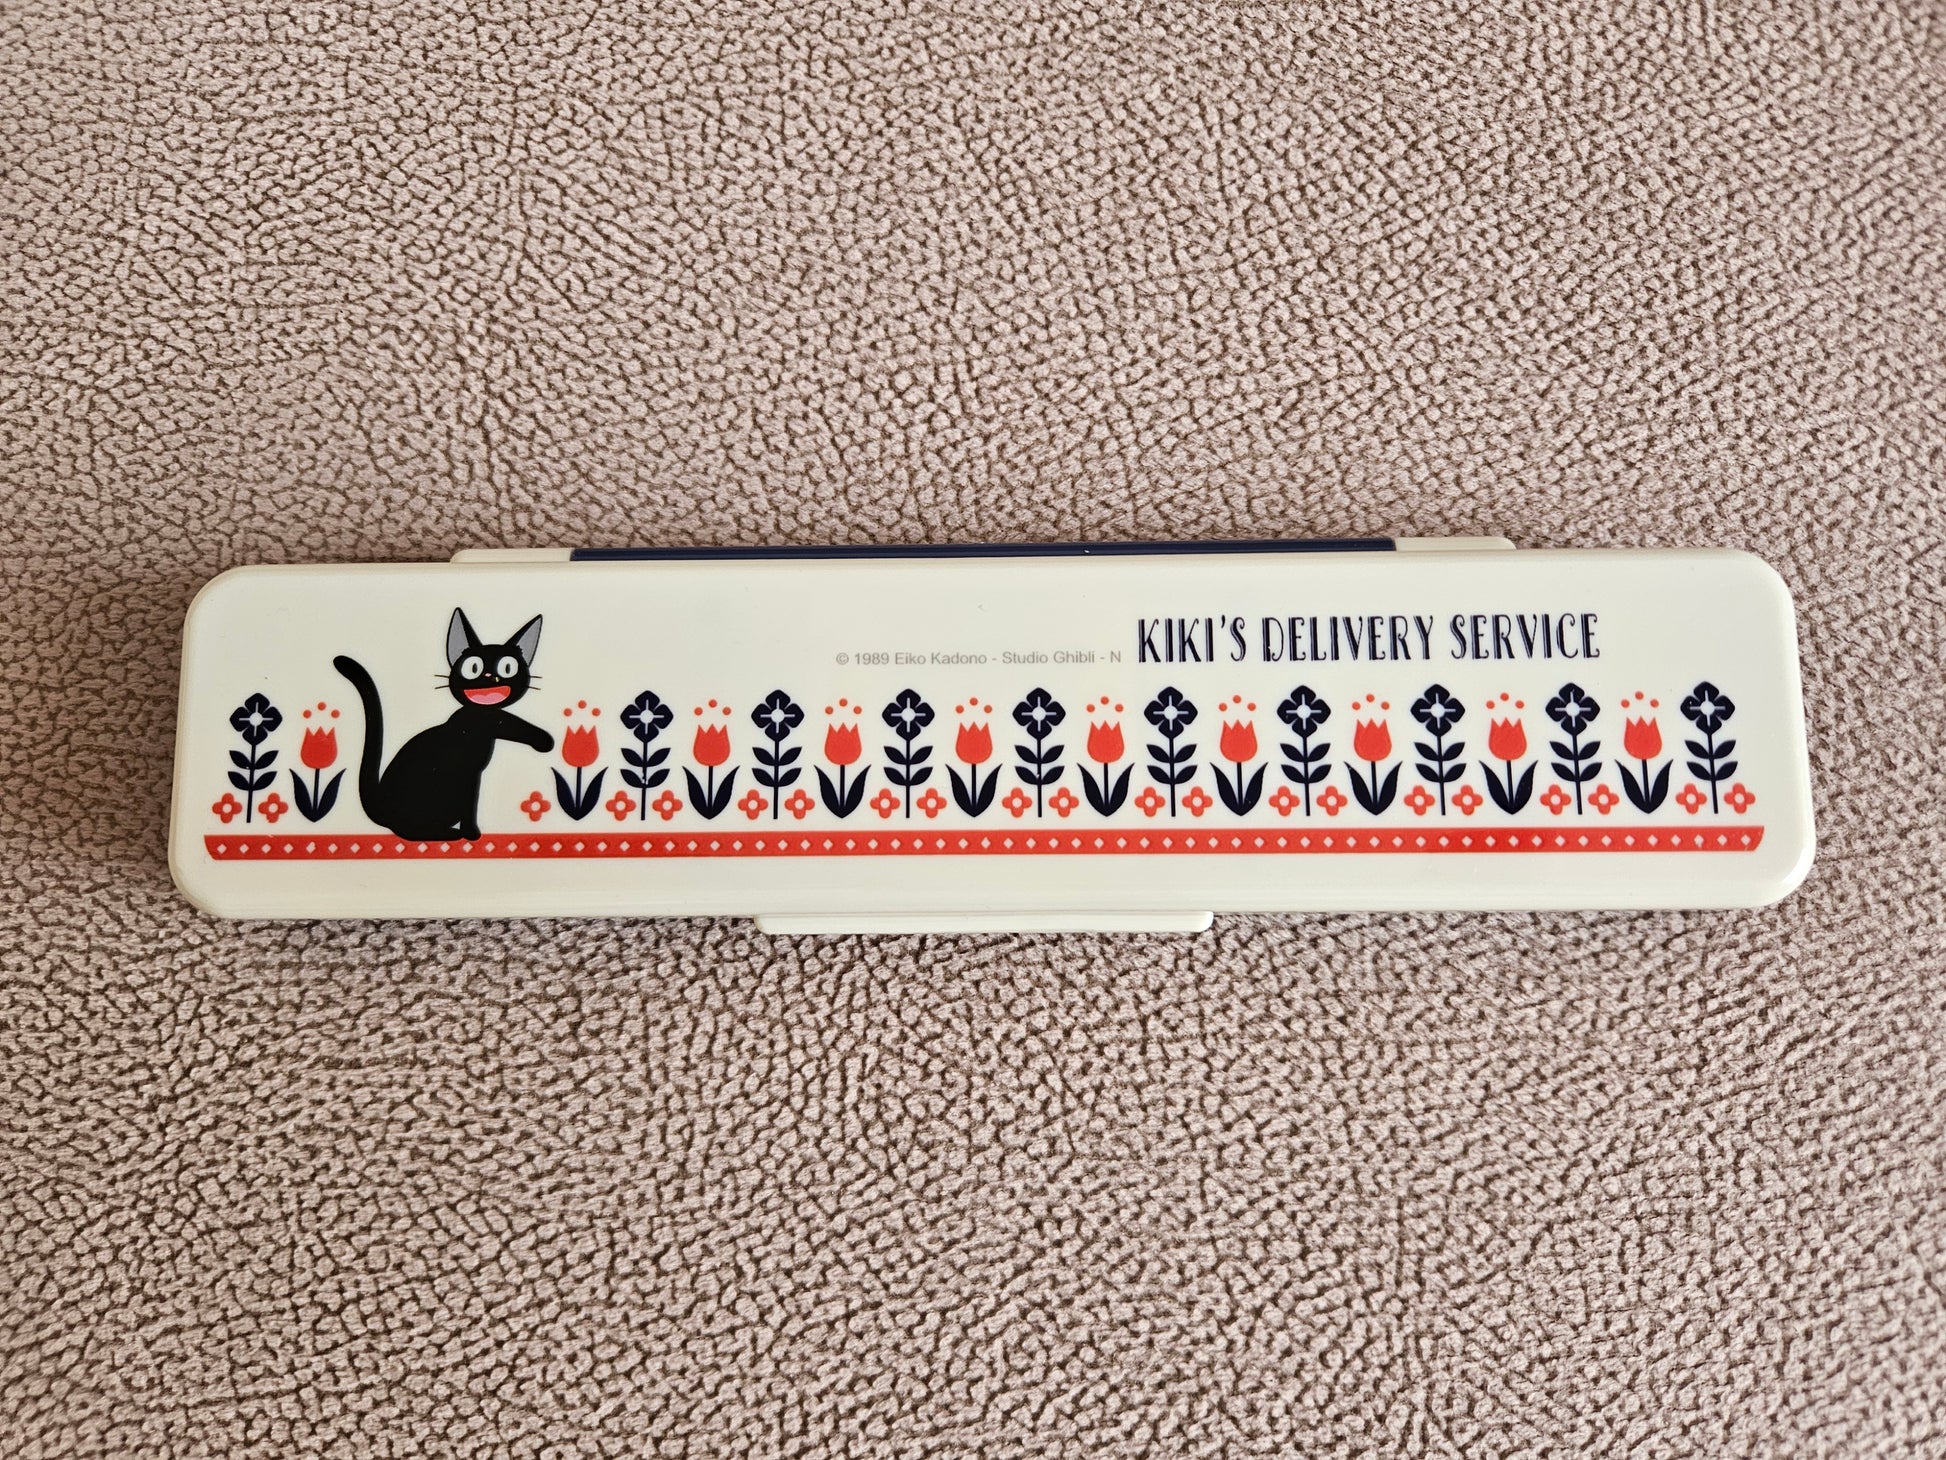 © 1989 Eiko Kadono - Studio Ghibli - N KIKI'S DELIVERY SERVICE